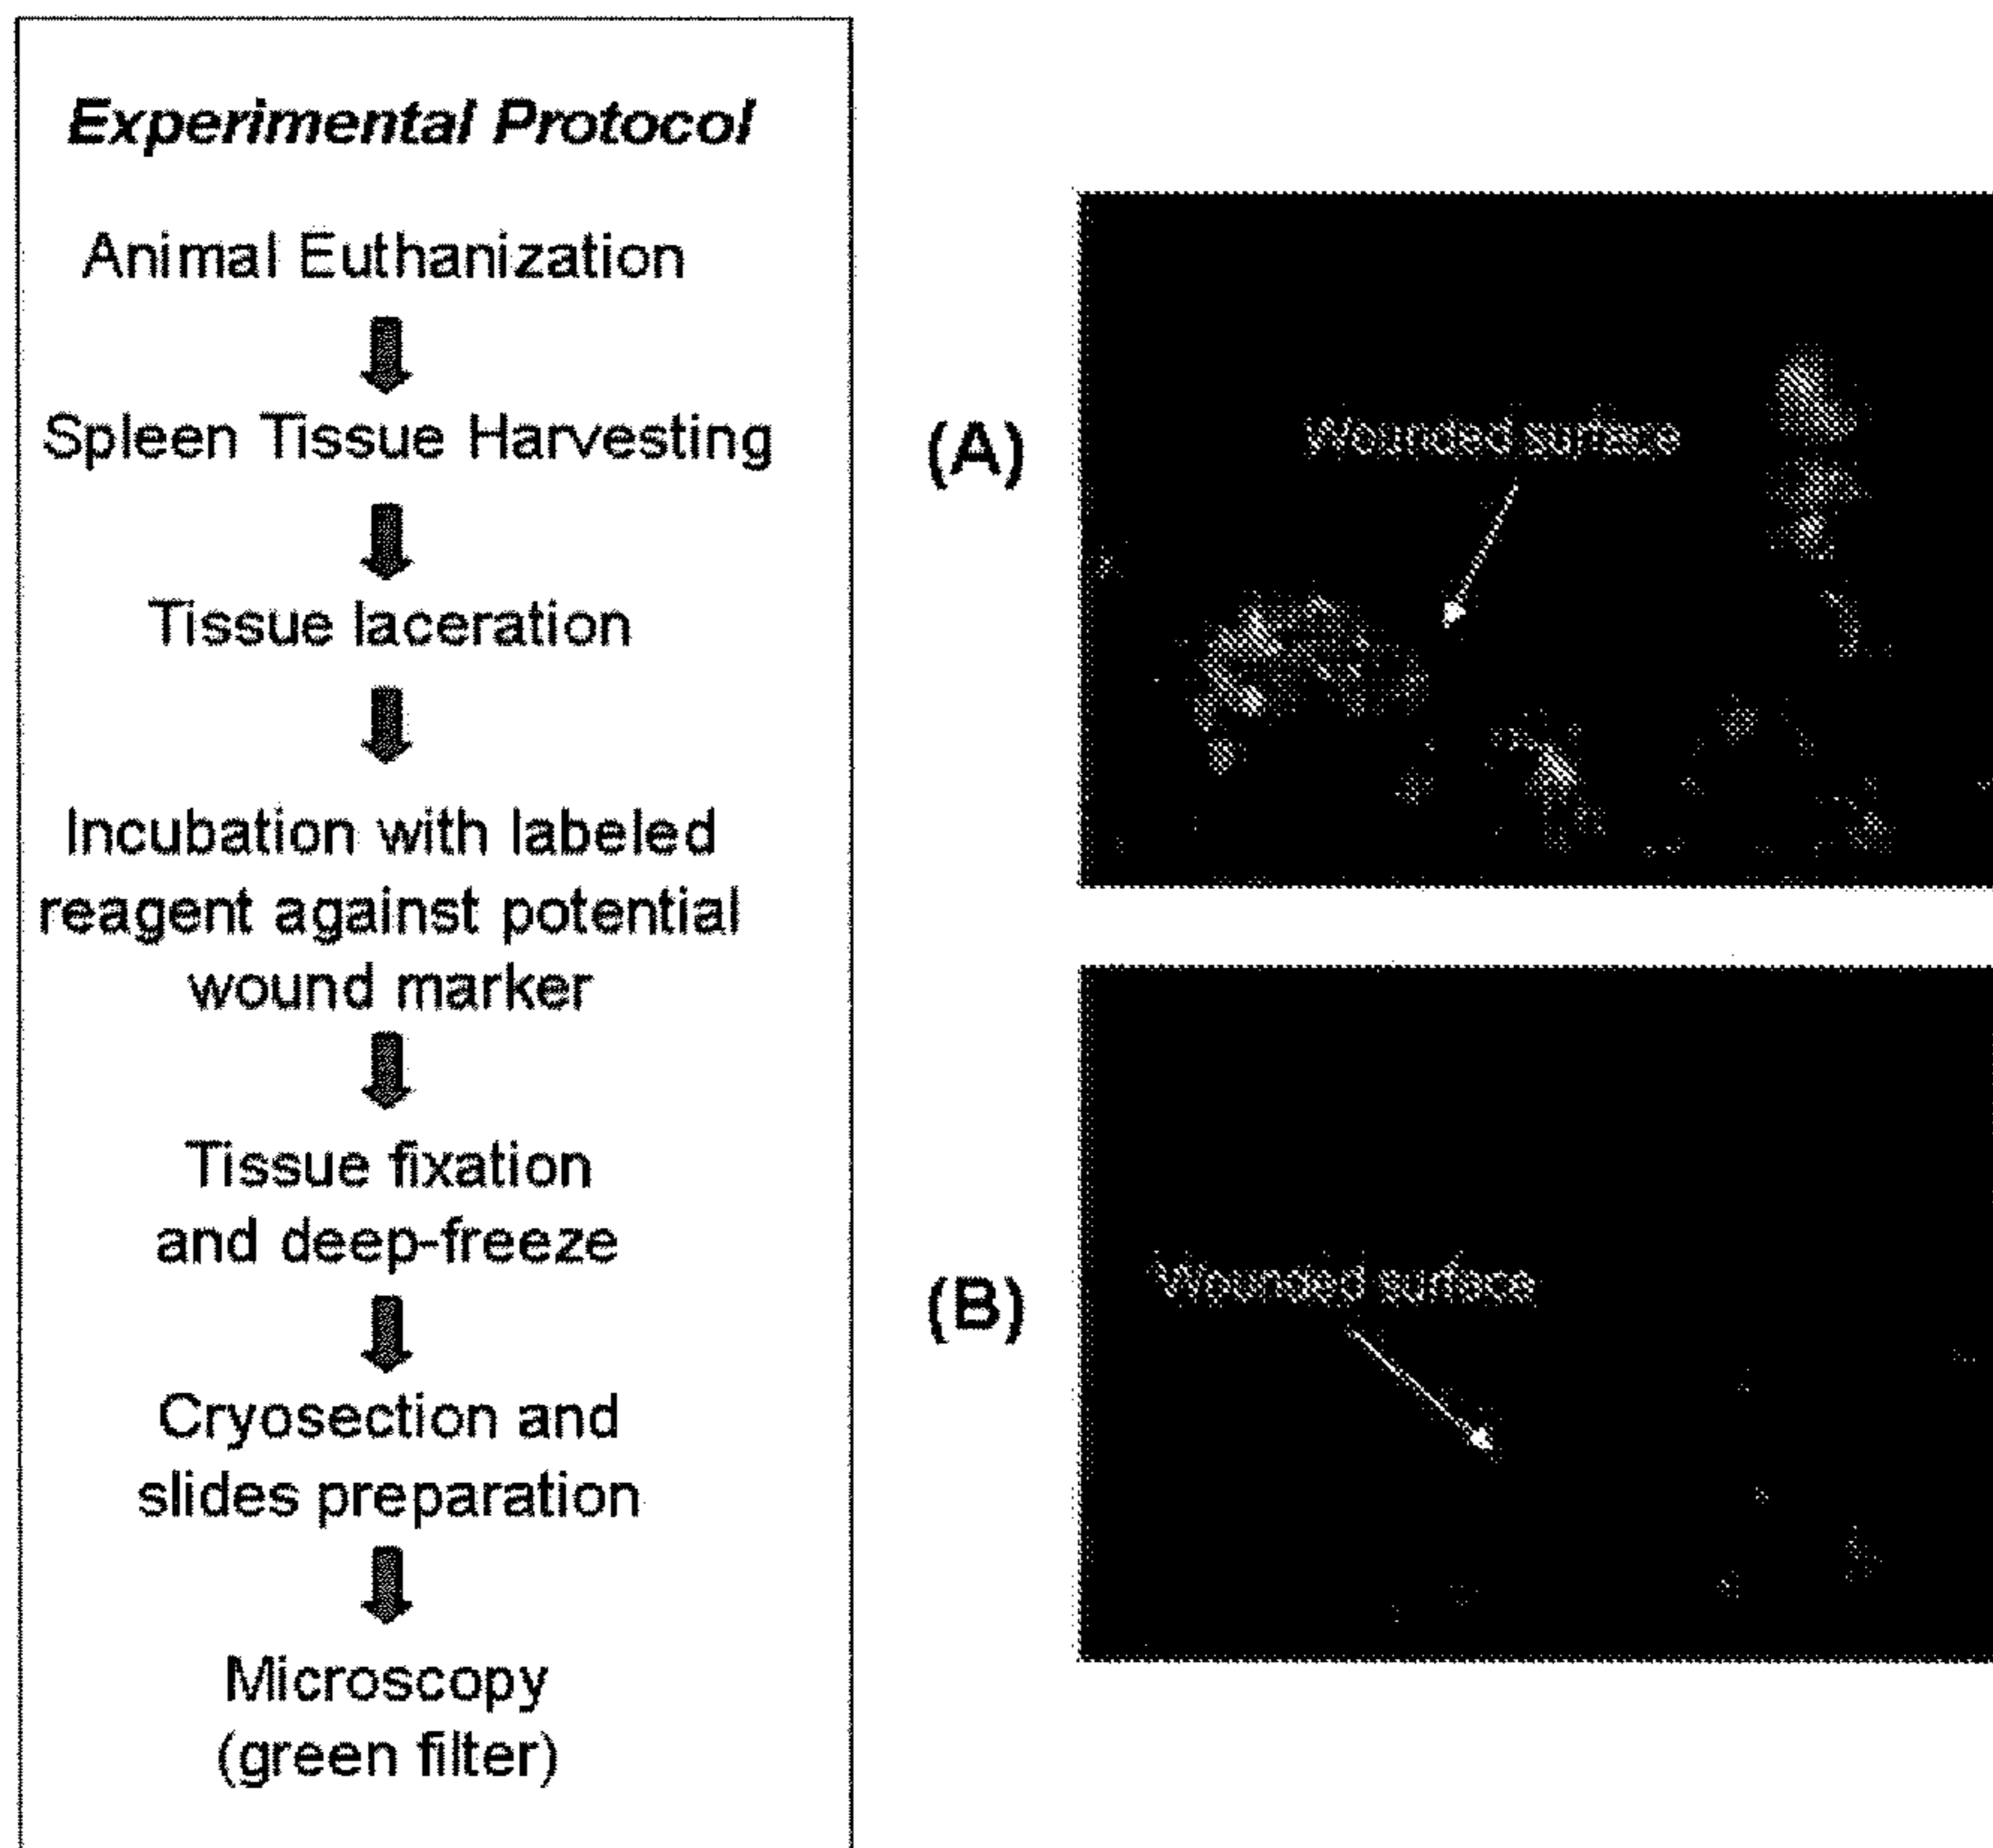 Experimental Protocol
Animal Euthanization
Spleen Tissue Harvesting
Tissue laceration
Incubation with labeled
reagent against potential
wound marker
Tissue fixation
and deep-freeze
Cryosection and
slides preparation
Microscopy
(green filter)
(A)
Wounded surface
(B)
Wounded surface